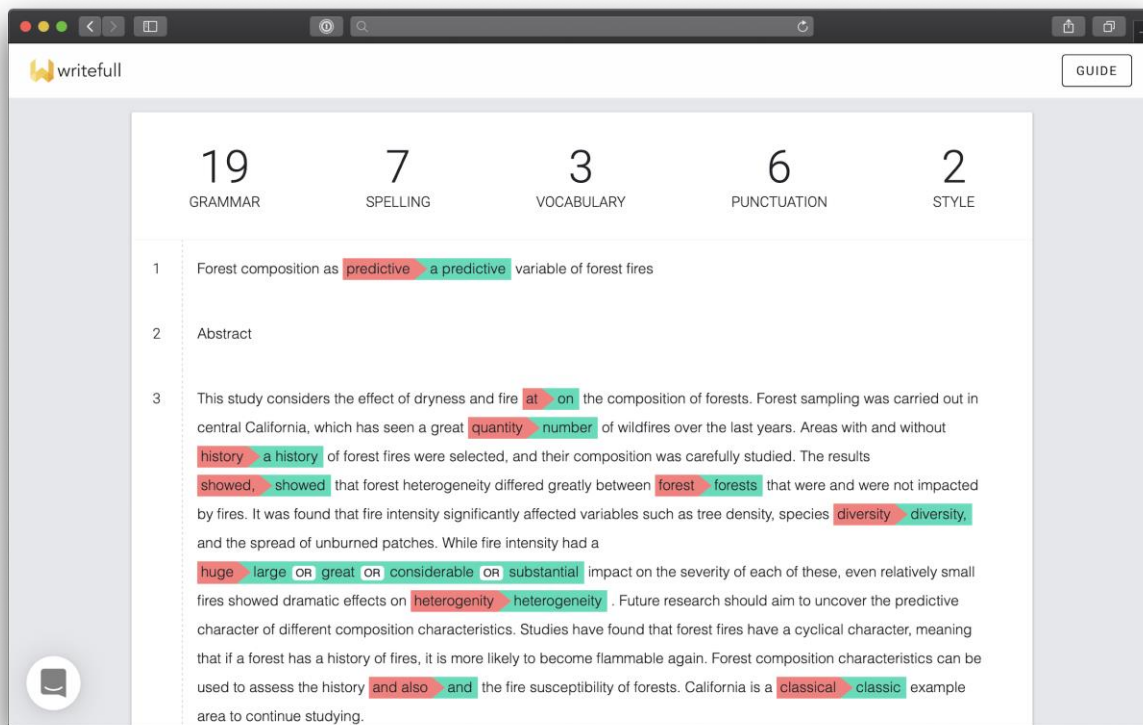 writefull
GUIDE
19 7 3 6 2
GRAMMAR SPELLING VOCABULARY PUNCTUATION STYLE
1 Forest composition as predictive a predictive variable of forest fires
2 Abstract
3 This study considers the effect of dryness and fire at on the composition of forests. Forest sampling was carried out in
central California, which has seen a great quantity number of wildfires over the last years. Areas with and without
history a history of forest fires were selected, and their composition was carefully studied. The results
showed, showed that forest heterogeneity differed greatly between forest forests that were and were not impacted
by fires. It was found that fire intensity significantly affected variables such as tree density, species diversity diversity,
and the spread of unburned patches. While fire intensity had a
huge large OR great OR considerable OR substantial impact on the severity of each of these, even relatively small
fires showed dramatic effects on heterogenity heterogeneity . Future research should aim to uncover the predictive
character of different composition characteristics. Studies have found that forest fires have a cyclical character, meaning
that if a forest has a history of fires, it is more likely to become flammable again. Forest composition characteristics can be
used to assess the history and also and the fire susceptibility of forests. California is a classical classic example
area to continue studying.